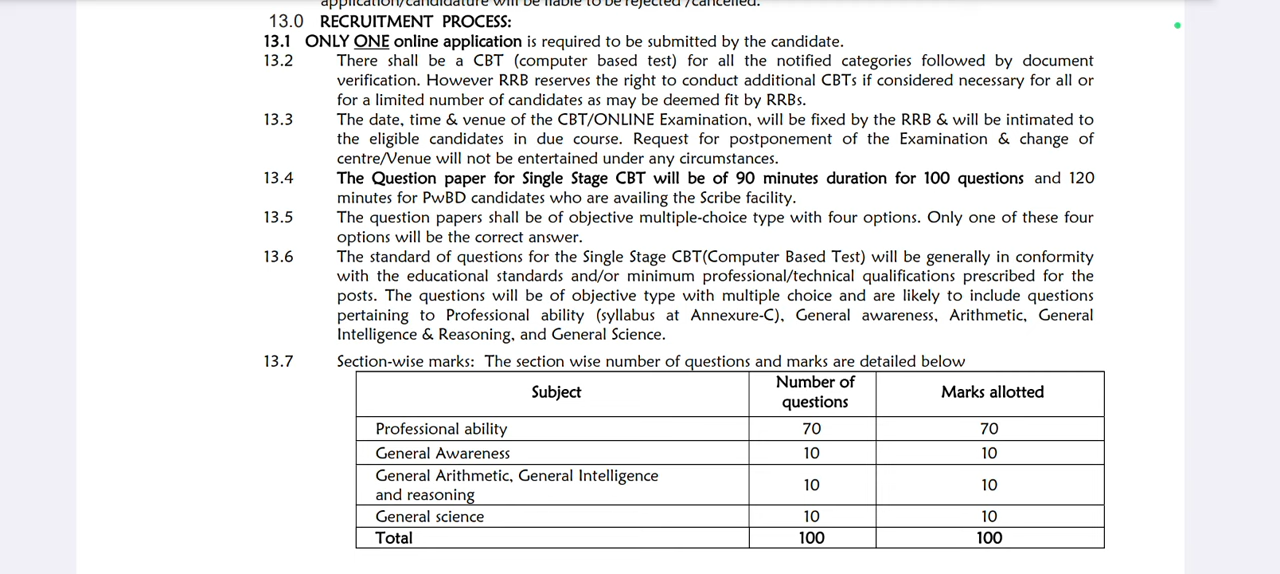 application/candidature will be liable to be rejected /cancelled.
13.0 RECRUITMENT PROCESS:
13.1 ONLY ONE online application is required to be submitted by the candidate.
13.2 There shall be a CBT (computer based test) for all the notified categories followed by document
verification. However RRB reserves the right to conduct additional CBTs if considered necessary for all or
for a limited number of candidates as may be deemed fit by RRBs.
13.3 The date, time & venue of the CBT/ONLINE Examination, will be fixed by the RRB & will be intimated to
the eligible candidates in due course. Request for postponement of the Examination & change of
centre/Venue will not be entertained under any circumstances.
13.4 The Question paper for Single Stage CBT will be of 90 minutes duration for 100 questions and 120
minutes for PwBD candidates who are availing the Scribe facility.
13.5 The question papers shall be of objective multiple-choice type with four options. Only one of these four
options will be the correct answer.
13.6 The standard of questions for the Single Stage CBT(Computer Based Test) will be generally in conformity
with the educational standards and/or minimum professional/technical qualifications prescribed for the
posts. The questions will be of objective type with multiple choice and are likely to include questions
pertaining to Professional ability (syllabus at Annexure-C), General awareness, Arithmetic, General
Intelligence & Reasoning, and General Science.
13.7 Section-wise marks: The section wise number of questions and marks are detailed below
Subject Number of questions Marks allotted
Professional ability 70 70
General Awareness 10 10
General Arithmetic, General Intelligence
and reasoning 10 10
General science 10 10
Total 100 100